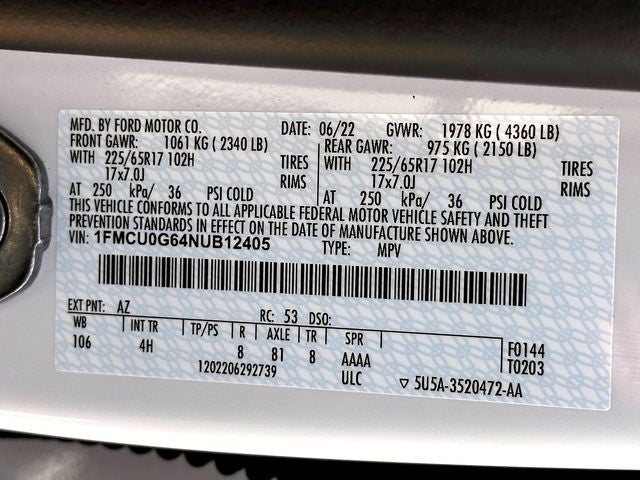 MFD. BY FORD MOTOR CO. DATE: 06/22 GVWR: 1978 KG ( 4360 LB)
FRONT GAWR: 1061 KG ( 2340 LB) REAR GAWR: 975 KG ( 2150 LB)
WITH 225/65R17 102H TIRES WITH 225/65R17 102H TIRES
17x7.0J RIMS 17x7.0J RIMS
AT 250 kPa/ 36 PSI COLD AT 250 kPa/ 36 PSI COLD
THIS VEHICLE CONFORMS TO ALL APPLICABLE FEDERAL MOTOR VEHICLE SAFETY AND THEFT
PREVENTION STANDARDS IN EFFECT ON THE DATE OF MANUFACTURE SHOWN ABOVE.
VIN: 1FMCU0G64NUB12405 TYPE: MPV
EXT PNT: AZ RC: 53 DSO:
WB INT TR TP/PS R AXLE TR SPR F0144
106 4H 8 81 8 AAAA T0203
1202206292739 ULC ▽ 5U5A-3520472-AA